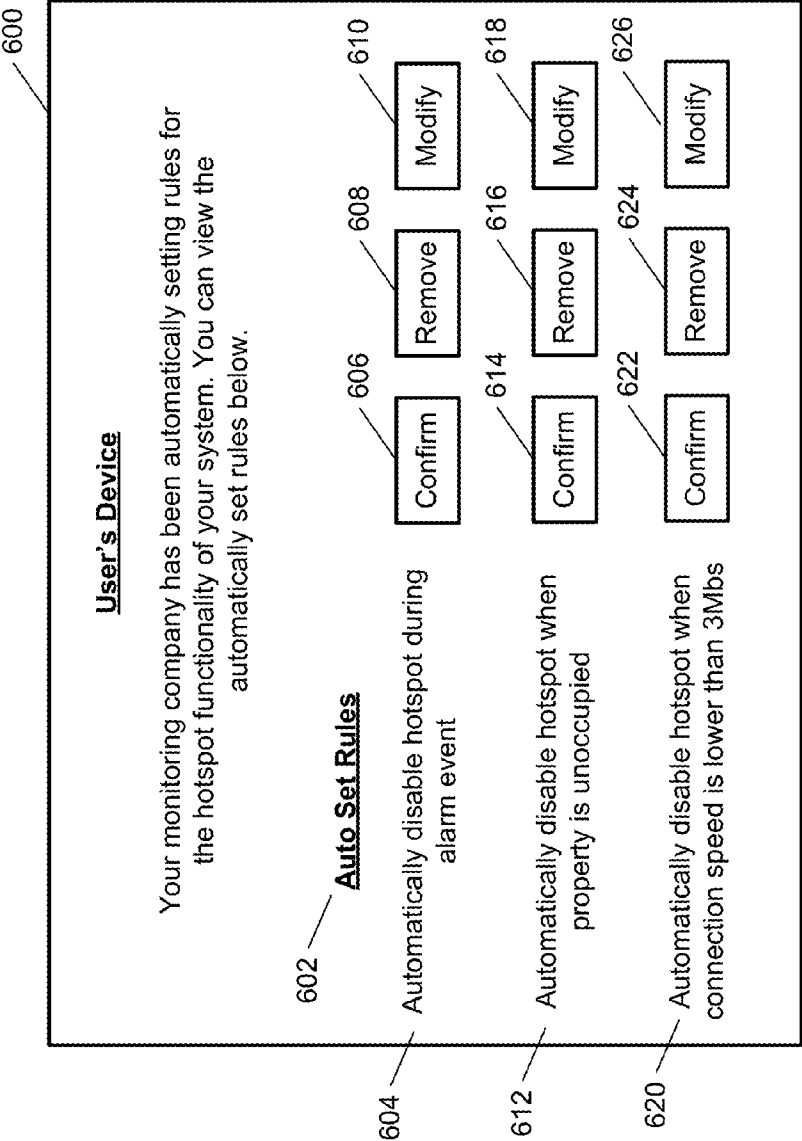 600
User's Device
Your monitoring company has been automatically setting rules for
the hotspot functionality of your system. You can view the
automatically set rules below.
602
Auto Set Rules
604
Automatically disable hotspot during
alarm event
606
Confirm
608
Remove
610
Modify
612
Automatically disable hotspot when
property is unoccupied
614
Confirm
616
Remove
618
Modify
620
Automatically disable hotspot when
connection speed is lower than 3Mbs
622
Confirm
624
Remove
626
Modify